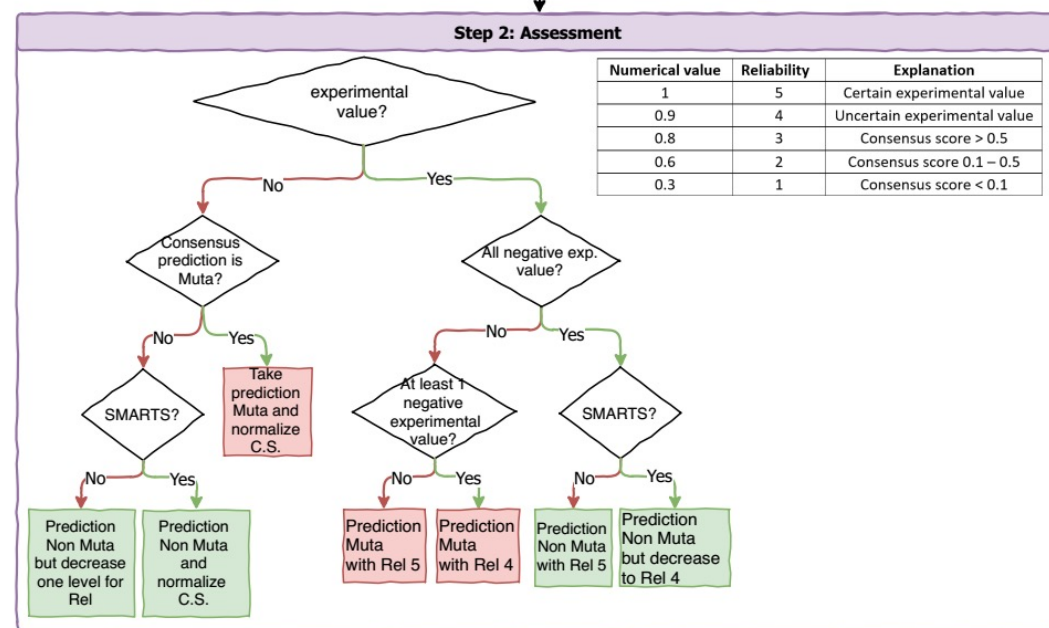 Step 2: Assessment
experimental
value?
Numerical value Reliability Explanation
1 5 Certain experimental value
0.9 4 Uncertain experimental value
0.8 3 Consensus score > 0.5
0.6 2 Consensus score 0.1 – 0.5
0.3 1 Consensus score < 0.1
No
Yes
Consensus
prediction is
Muta?
All negative exp.
value?
No
Yes
No
Yes
SMARTS?
Take
prediction
Muta and
normalize
C.S.
At least 1
negative
experimental
value?
SMARTS?
No
Yes
No
Yes
No
Yes
Prediction
Non Muta
but decrease
one level for
Rel
Prediction
Non Muta
and
normalize
C.S.
Prediction
Muta
with Rel 5
Prediction
Muta
with Rel 4
Prediction
Non Muta
with Rel 5
Prediction
Non Muta
but decrease
to Rel 4